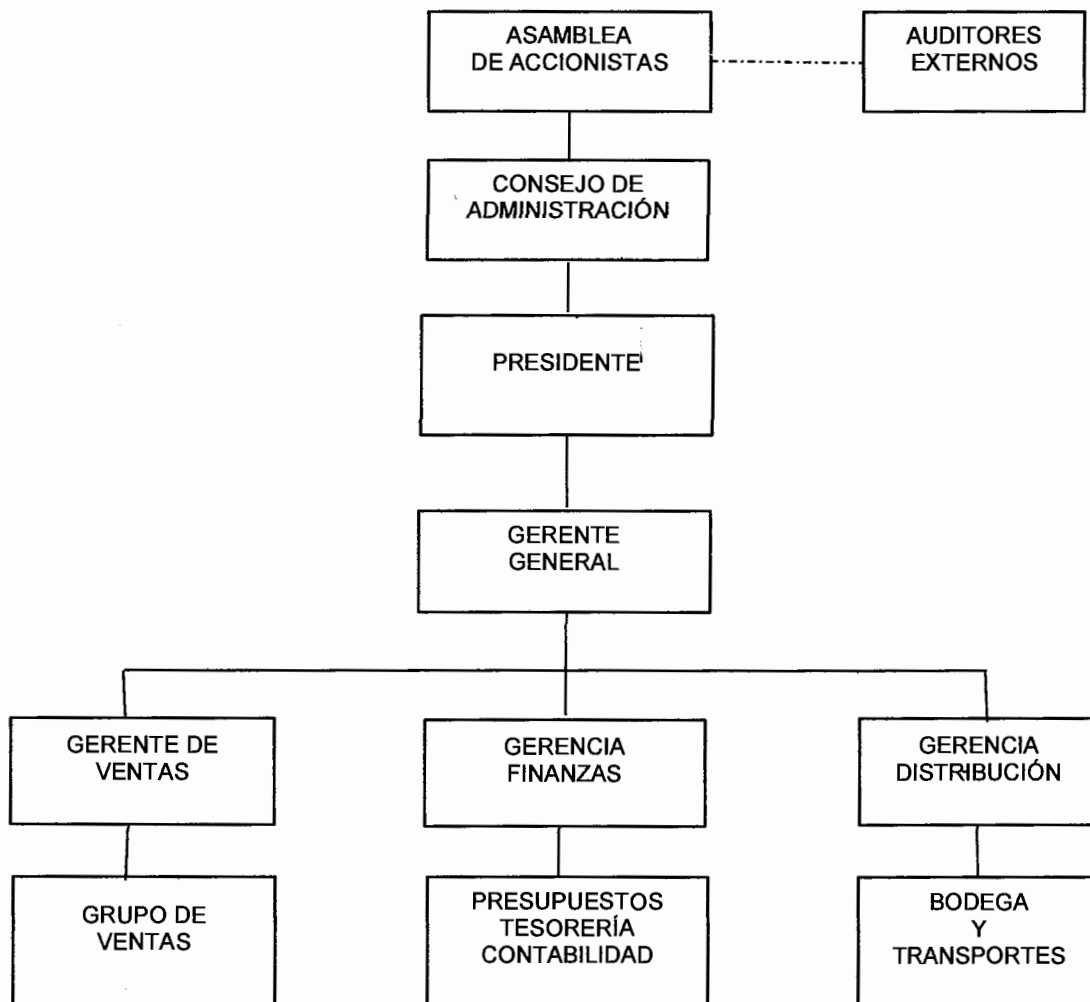 ASAMBLEA
DE ACCIONISTAS
AUDITORES
EXTERNOS
CONSEJO DE
ADMINISTRACIÓN
PRESIDENTE
GERENTE
GENERAL
GERENTE DE
VENTAS
GERENCIA
FINANZAS
GERENCIA
DISTRIBUCIÓN
GRUPO DE
VENTAS
PRESUPUESTOS
TESORERÍA
CONTABILIDAD
BODEGA
Y
TRANSPORTES